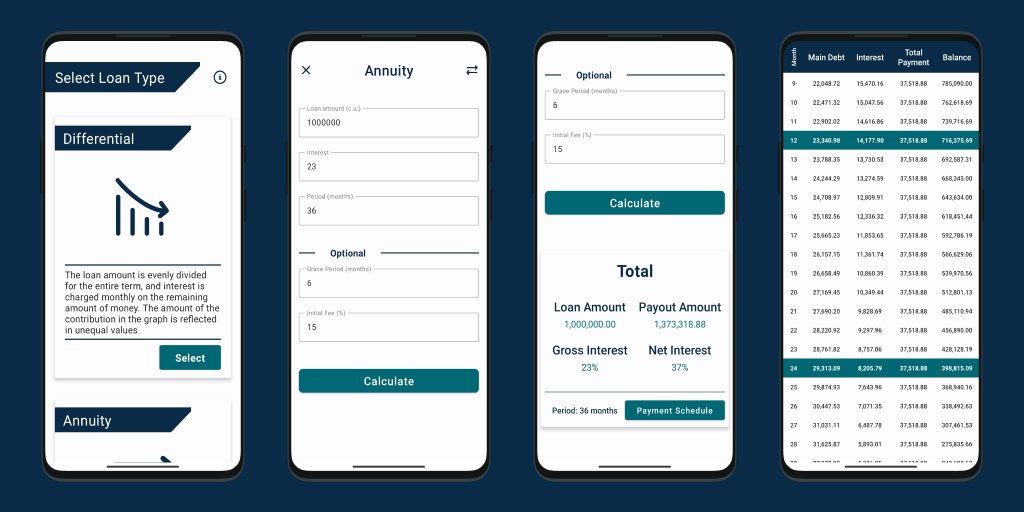 Select Loan Type
Differential
The loan amount is evenly divided
for the entire term, and interest is
charged monthly on the remaining
amount of money. The amount of the
contribution in the graph is reflected
in unequal values
Select
Annuity
Annuity
Loan amount (c.u.)
1000000
Interest
23
Period (months)
36
Optional
Grace Period (months)
6
Initial Fee (%)
15
Calculate
Optional
Grace Period (months)
6
Initial Fee (%)
15
Calculate
Total
Loan Amount Payout Amount
1,000,000.00 1,373,318.88
Gross Interest Net Interest
23% 37%
Period: 36 months Payment Schedule
Month Main Debt Interest Total Payment Balance
9 22,048.72 15,470.16 37,518.88 785,090.00
10 22,471.32 15,047.56 37,518.88 762,618.69
11 22,902.02 14,616.86 37,518.88 739,716.69
12 23,340.98 14,177.90 37,518.88 716,375.69
13 23,788.35 13,730.53 37,518.88 692,587.31
14 24,244.29 13,274.59 37,518.88 668,343.00
15 24,708.97 12,809.91 37,518.88 643,634.00
16 25,182.56 12,336.32 37,518.88 618,451.44
17 25,665.23 11,853.65 37,518.88 592,786.19
18 26,157.15 11,361.74 37,518.88 566,629.06
19 26,658.49 10,860.39 37,518.88 539,970.56
20 27,169.45 10,349.44 37,518.88 512,801.13
21 27,690.20 9,828.69 37,518.88 485,110.94
22 28,220.92 9,297.96 37,518.88 456,890.00
23 28,761.82 8,757.06 37,518.88 428,128.19
24 29,313.09 8,205.79 37,518.88 398,815.09
25 29,874.93 7,643.96 37,518.88 368,940.16
26 30,447.53 7,071.35 37,518.88 338,492.63
27 31,031.11 6,487.78 37,518.88 307,461.53
28 31,625.87 5,893.01 37,518.88 275,835.66